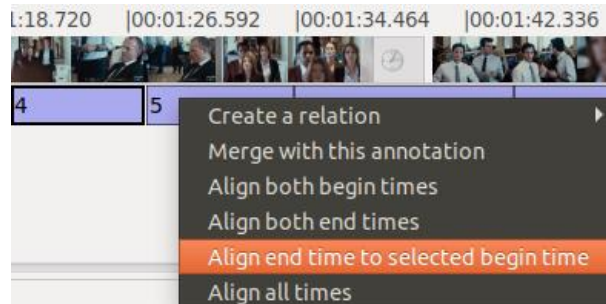 1:18.720 |00:01:26.592 |00:01:34.464 |00:01:42.336
4 5
Create a relation
Merge with this annotation
Align both begin times
Align both end times
Align end time to selected begin time
Align all times